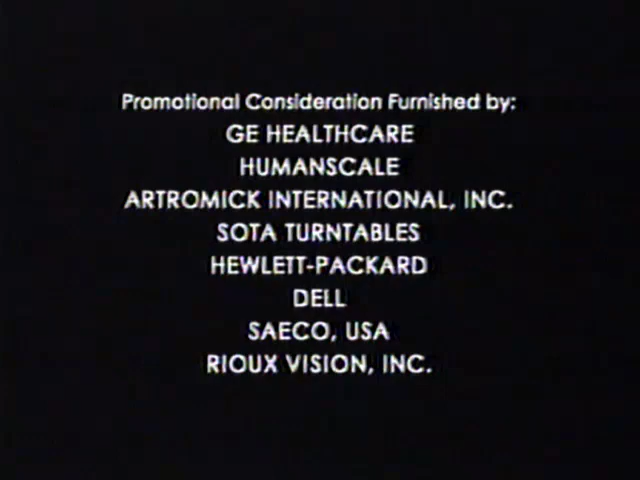 Promotional Consideration Furnished by:
GE HEALTHCARE
HUMANSCALE
ARTROMICK INTERNATIONAL, INC.
SOTA TURNTABLES
HEWLETT-PACKARD
DELL
SAECO, USA
RIOUX VISION, INC.